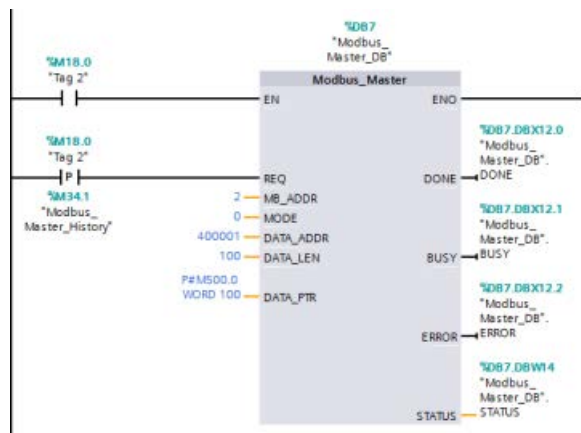 %DB7
"Modbus_
Master_DB"
%M18.0
"Tag 2"
Modbus_Master
EN
ENO
%DB7.DBX12.0
"Modbus_
Master_DB".
DONE
%M18.0
"Tag 2"
P
REQ
DONE
%M34.1
"Modbus_
Master_History"
2
MB_ADDR
0
MODE
%DB7.DBX12.1
"Modbus_
Master_DB".
BUSY
400001
DATA_ADDR
100
DATA_LEN
BUSY
P#M500.0
WORD 100
DATA_PTR
%DB7.DBX12.2
"Modbus_
Master_DB".
ERROR
ERROR
%DB7.DBW14
"Modbus_
Master_DB".
STATUS
STATUS